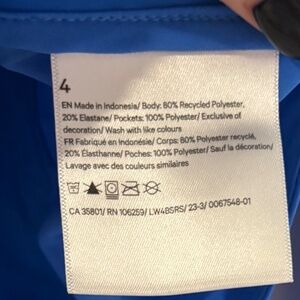 4
EN Made in Indonesia/ Body: 80% Recycled Polyester,
20% Elastane/ Pockets: 100% Polyester/ Exclusive of
decoration/ Wash with like colours
FR Fabriqué en Indonésie/ Corps: 80% Polyester recyclé,
20% Élasthanne/ Poches: 100% Polyester/ Sauf la décoration/
Lavage avec des couleurs similaires
CA 35801/ RN 106259/ LW4BSRS/ 23-3/ 0067548-01